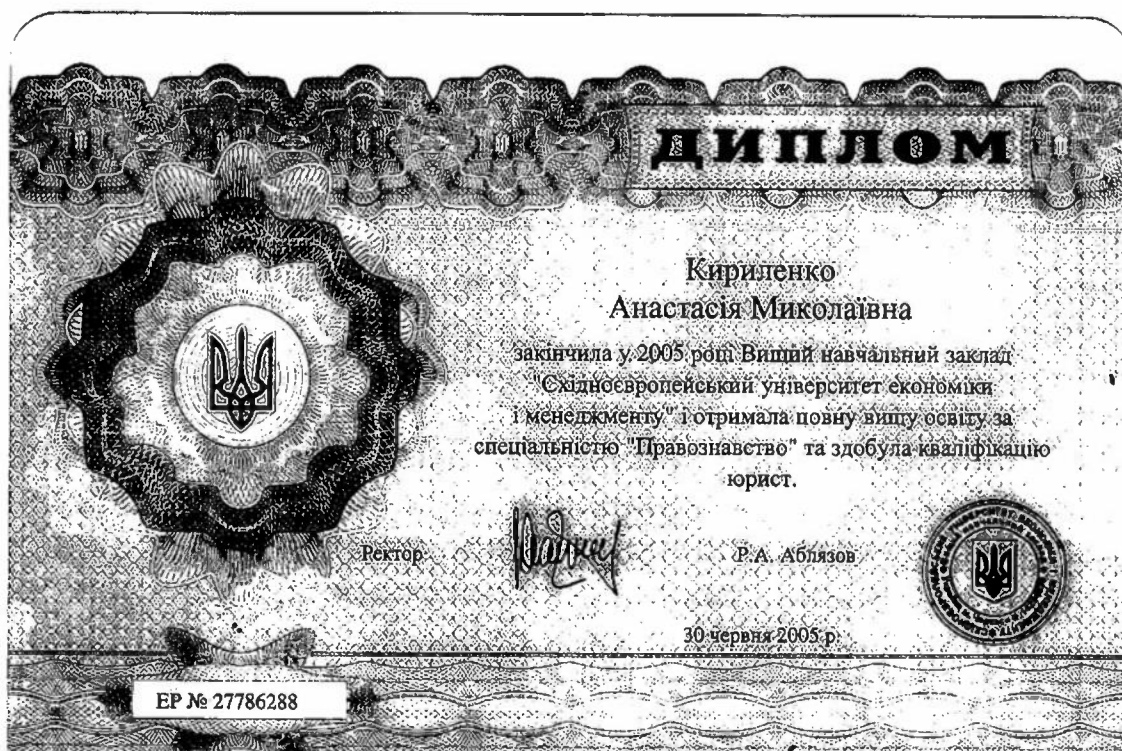 ДИПЛОМ
Кириленко
Анастасія Миколаївна
закінчила у 2005 році Вищий навчальний заклад
"Східноєвропейський університет економіки
і менеджменту" і отримала повну вищу освіту за
спеціальністю "Правознавство" та здобула кваліфікацію
юрист.
Ректор Р.А. Аблязов
30 червня 2005 р.
ЕР № 27786288